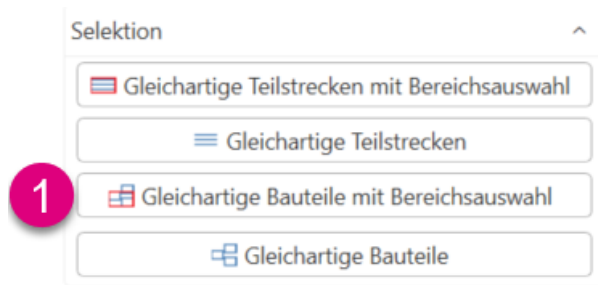 Selektion
Gleichartige Teilstrecken mit Bereichsauswahl
Gleichartige Teilstrecken
1 Gleichartige Bauteile mit Bereichsauswahl
Gleichartige Bauteile